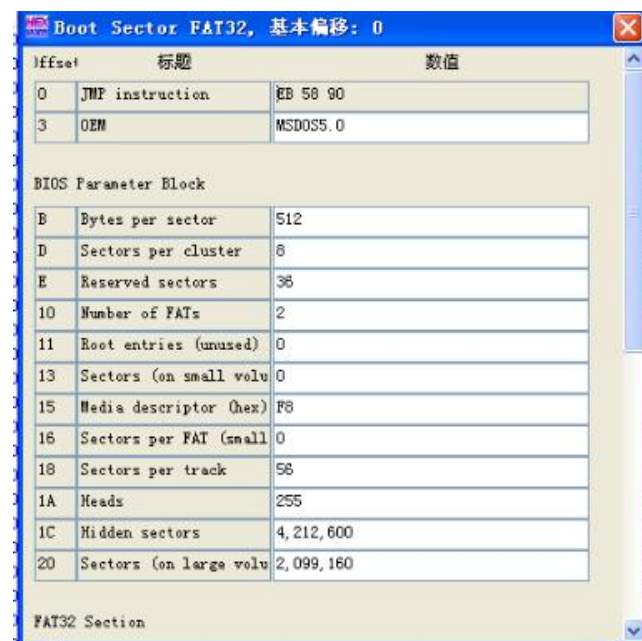 Boot Sector FAT32, 基本偏移: 0
Offset 标题 数值
0 JMP instruction EB 58 90
3 OEM MSDOS5.0
BIOS Parameter Block
B Bytes per sector 512
D Sectors per cluster 8
E Reserved sectors 36
10 Number of FATs 2
11 Root entries (unused) 0
13 Sectors (on small volu 0
15 Media descriptor (hex) F8
16 Sectors per FAT (small 0
18 Sectors per track 56
1A Heads 255
1C Hidden sectors 4,212,600
20 Sectors (on large volu 2,099,160
FAT32 Section